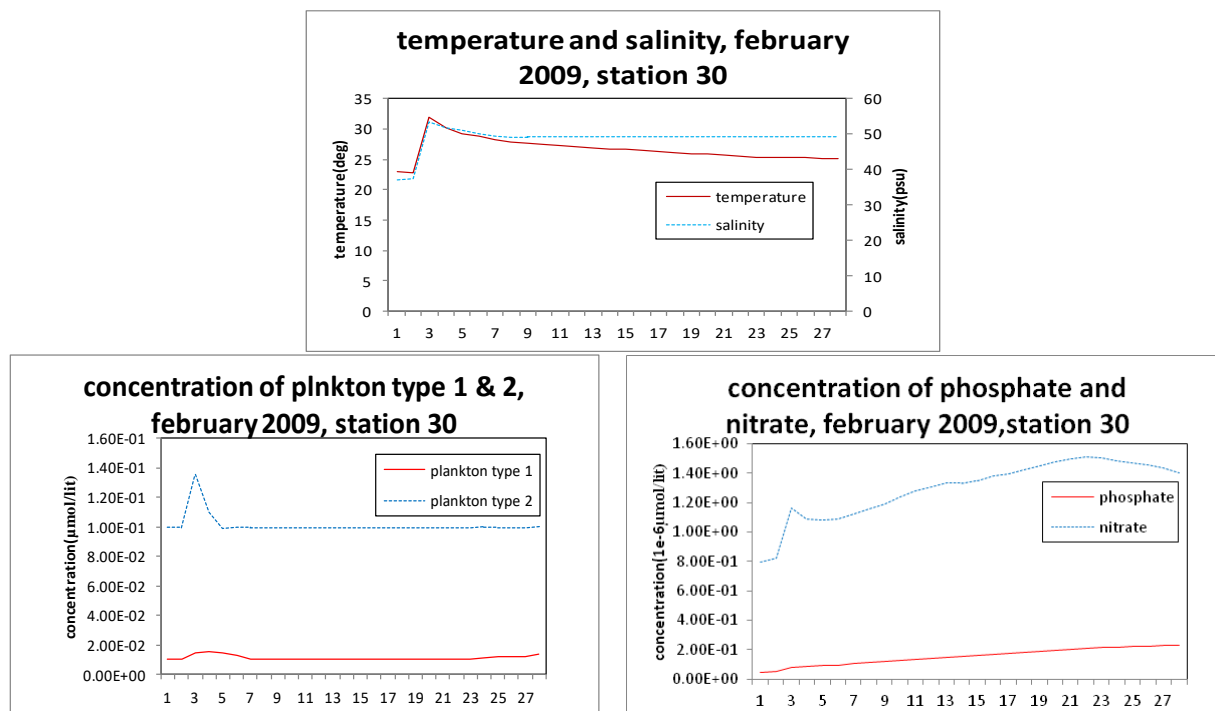 temperature and salinity, february
2009, station 30
35
30
25
20
15
10
5
0
temperature(deg)
60
50
40
30
20
10
0
salinity(psu)
temperature
salinity
1 3 5 7 9 11 13 15 17 19 21 23 25 27
concentration of plnkton type 1 & 2,
february 2009, station 30
1.60E-01
1.40E-01
1.20E-01
1.00E-01
8.00E-02
6.00E-02
4.00E-02
2.00E-02
0.00E+00
concentration(µmol/lit)
plankton type 1
plankton type 2
1 3 5 7 9 11 13 15 17 19 21 23 25 27
concentration of phosphate and
nitrate, february 2009,station 30
1.60E+00
1.40E+00
1.20E+00
1.00E+00
8.00E-01
6.00E-01
4.00E-01
2.00E-01
0.00E+00
concentration(1e-6µmol/lit)
phosphate
nitrate
1 3 5 7 9 11 13 15 17 19 21 23 25 27